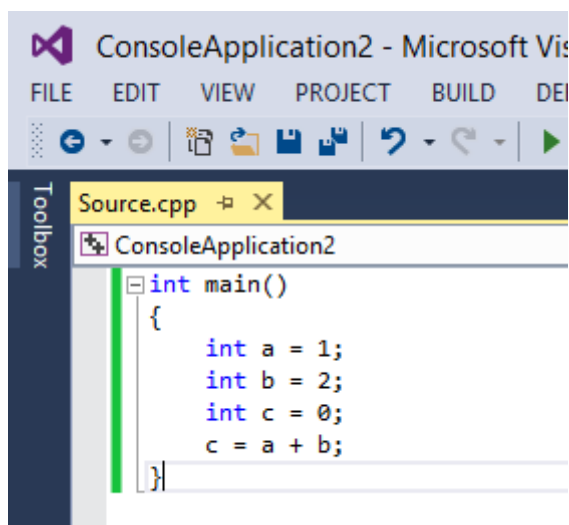 ConsoleApplication2 - Microsoft
FILE EDIT VIEW PROJECT BUILD
Toolbox
Source.cpp
ConsoleApplication2
int main()
{
    int a = 1;
    int b = 2;
    int c = 0;
    c = a + b;
}